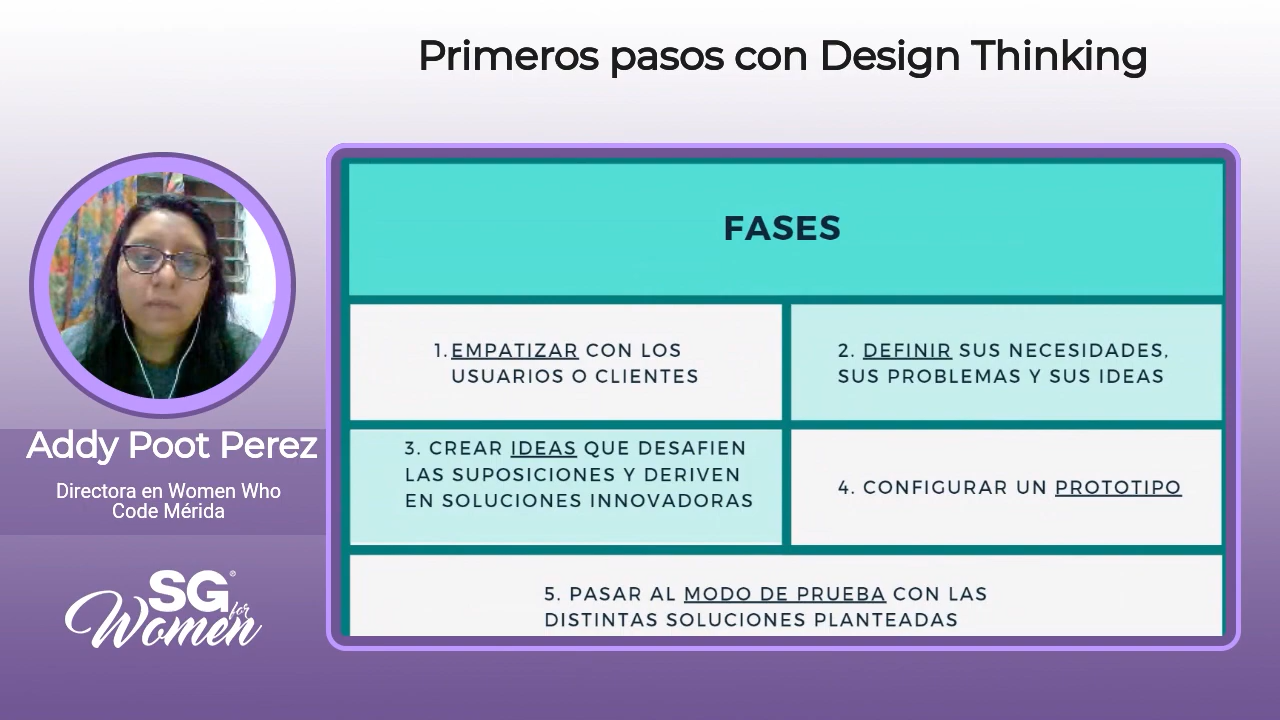 Primeros pasos con Design Thinking
FASES
1. EMPATIZAR CON LOS
USUARIOS O CLIENTES
2. DEFINIR SUS NECESIDADES,
SUS PROBLEMAS Y SUS IDEAS
3. CREAR IDEAS QUE DESAFIEN
LAS SUPOSICIONES Y DERIVEN
EN SOLUCIONES INNOVADORAS
4. CONFIGURAR UN PROTOTIPO
5. PASAR AL MODO DE PRUEBA CON LAS
DISTINTAS SOLUCIONES PLANTEADAS
Addy Poot Perez
Directora en Women Who
Code Mérida
SG®
for
Women